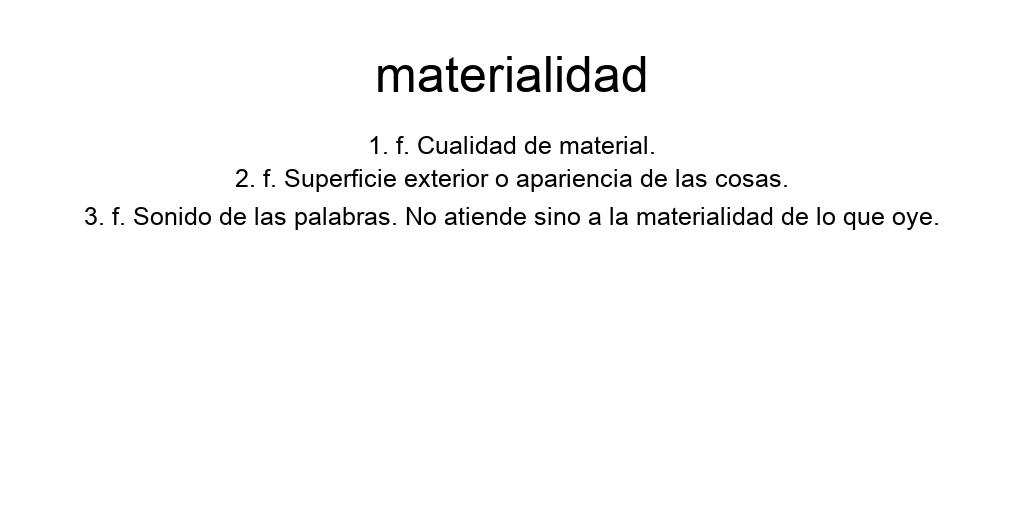 materialidad
1. f. Cualidad de material.
2. f. Superficie exterior o apariencia de las cosas.
3. f. Sonido de las palabras. No atiende sino a la materialidad de lo que oye.